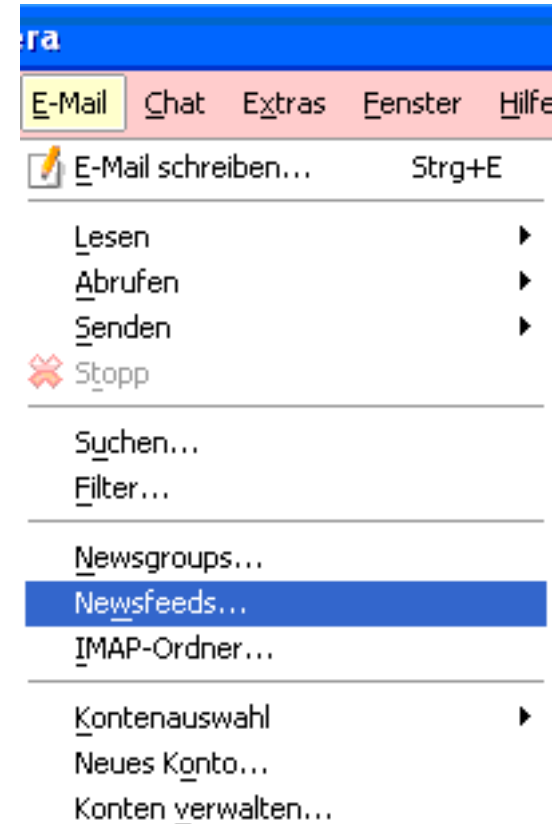 era
E-Mail Chat Extras Fenster Hilfe
E-Mail schreiben... Strg+E
Lesen
Abrufen
Senden
Stopp
Suchen...
Filter...
Newsgroups...
Newsfeeds...
IMAP-Ordner...
Kontenauswahl
Neues Konto...
Konten verwalten...